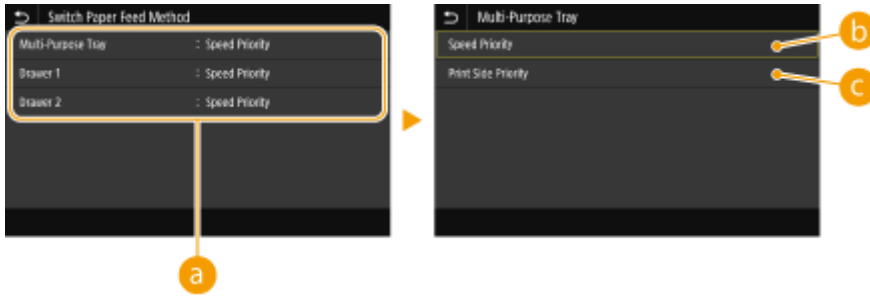 Switch Paper Feed Method
Multi-Purpose Tray : Speed Priority
Drawer 1 : Speed Priority
Drawer 2 : Speed Priority
a
Multi-Purpose Tray
Speed Priority
b
Print Side Priority
c